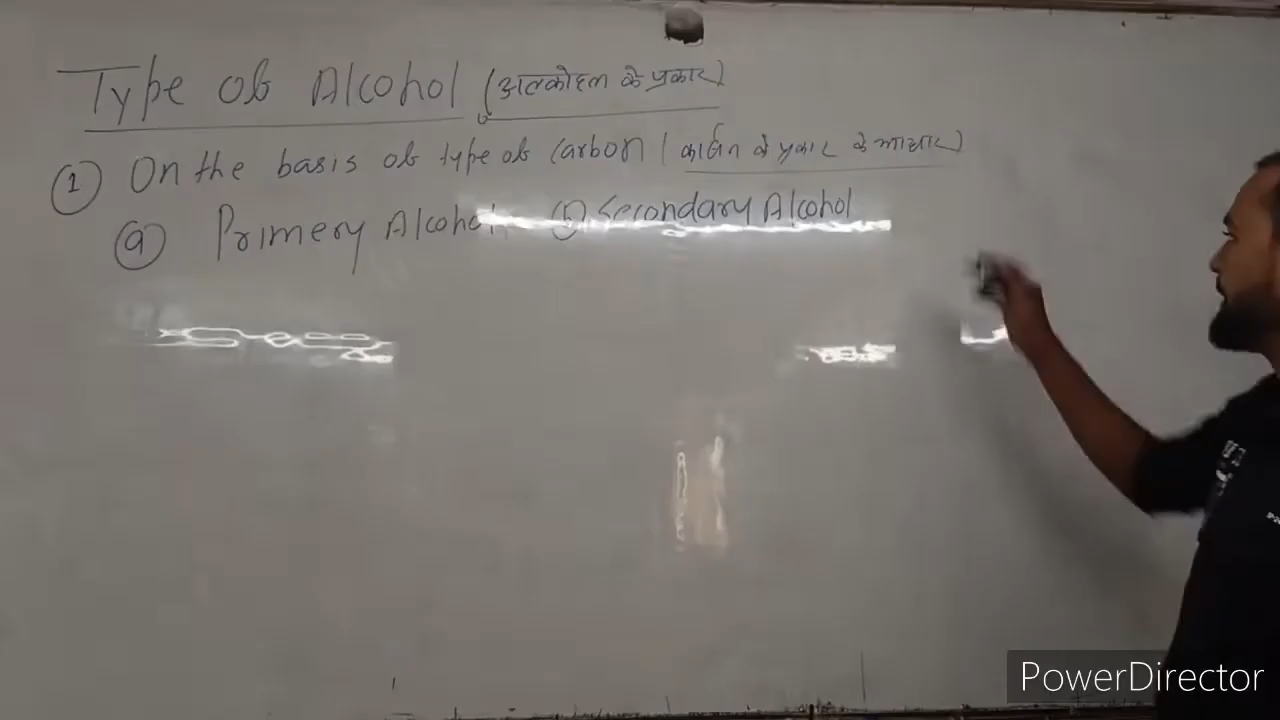 Type of Alcohol (अल्कोहल के प्रकार)
① On the basis of type of Carbon (कार्बन के प्रकार के आधार)
ⓐ Primery Alcohol ⓑ Secondary Alcohol
PowerDirector